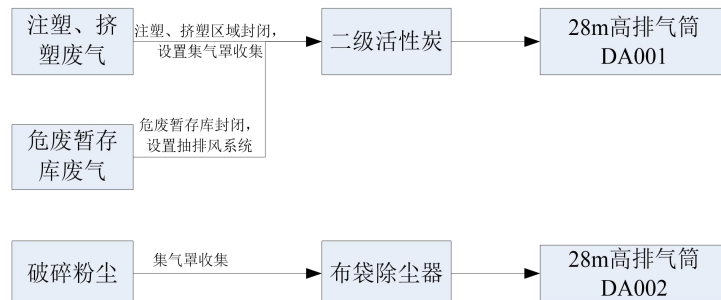 注塑、挤
塑废气
注塑、挤塑区域封闭，
设置集气罩收集
二级活性炭
28m高排气筒
DA001
危废暂存
库废气
危废暂存库封闭，
设置抽排风系统
破碎粉尘
集气罩收集
布袋除尘器
28m高排气筒
DA002